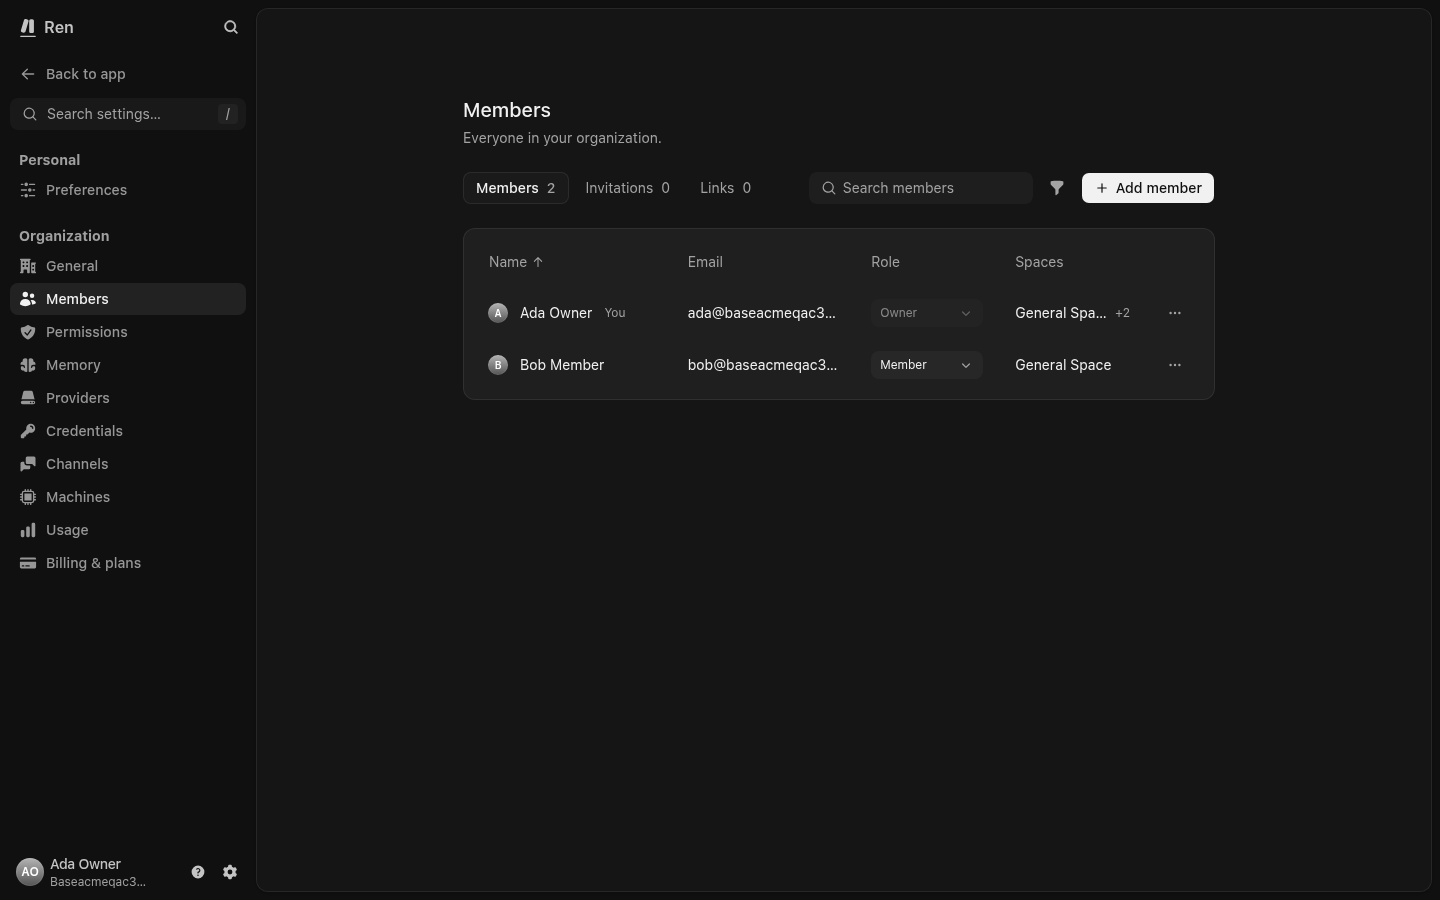 Ren
Back to app
Search settings... /
Personal
Preferences
Organization
General
Members
Permissions
Memory
Providers
Credentials
Channels
Machines
Usage
Billing & plans
AO Ada Owner
Baseacmeqac3...
?
Members
Everyone in your organization.
Members 2 Invitations 0 Links 0 Search members + Add member
Name ↑ Email Role Spaces
A Ada Owner You ada@baseacmeqac3... Owner General Spa... +2 ...
B Bob Member bob@baseacmeqac3... Member General Space ...